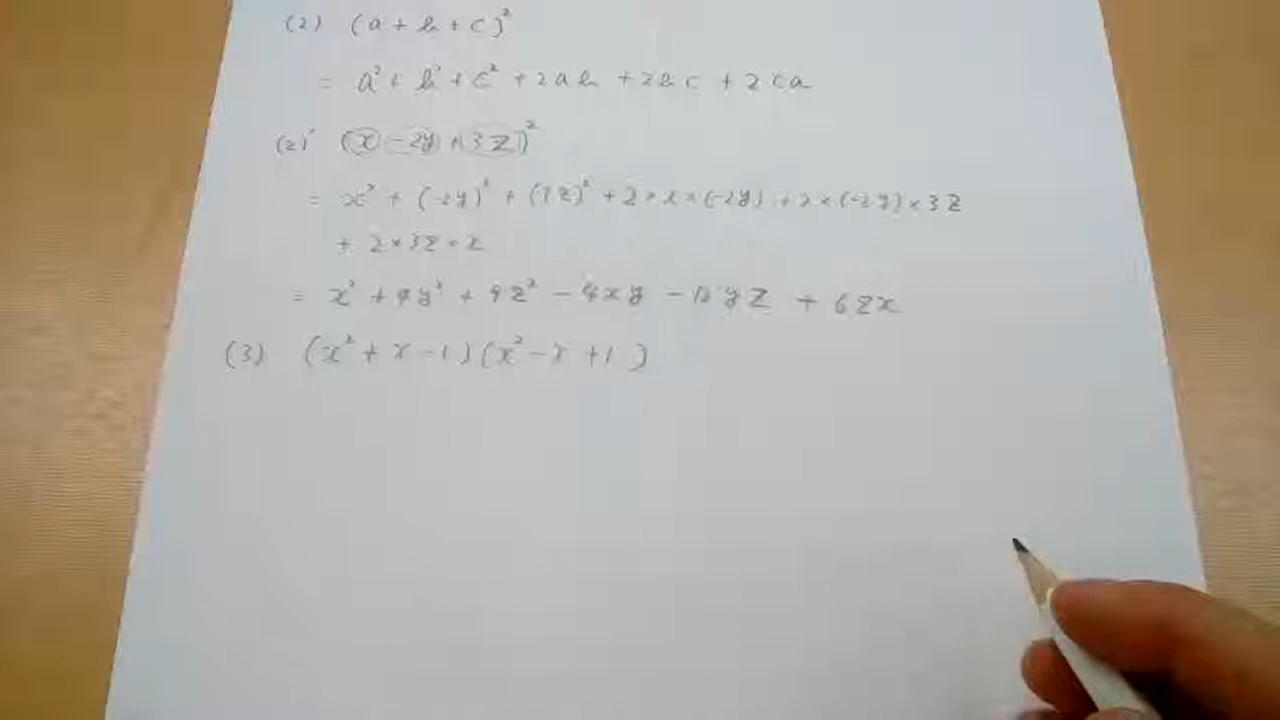 (2) (a+b+c)²
= a²+b²+c²+2ab+2bc+2ca
(2)' (x-2y+3z)²
= x²+(-2y)²+(3z)²+2×x×(-2y)+2×(-2y)×3z
+ 2×3z×x
= x²+4y²+9z²-4xy-12yz+6zx
(3) (x²+x-1)(x²-x+1)